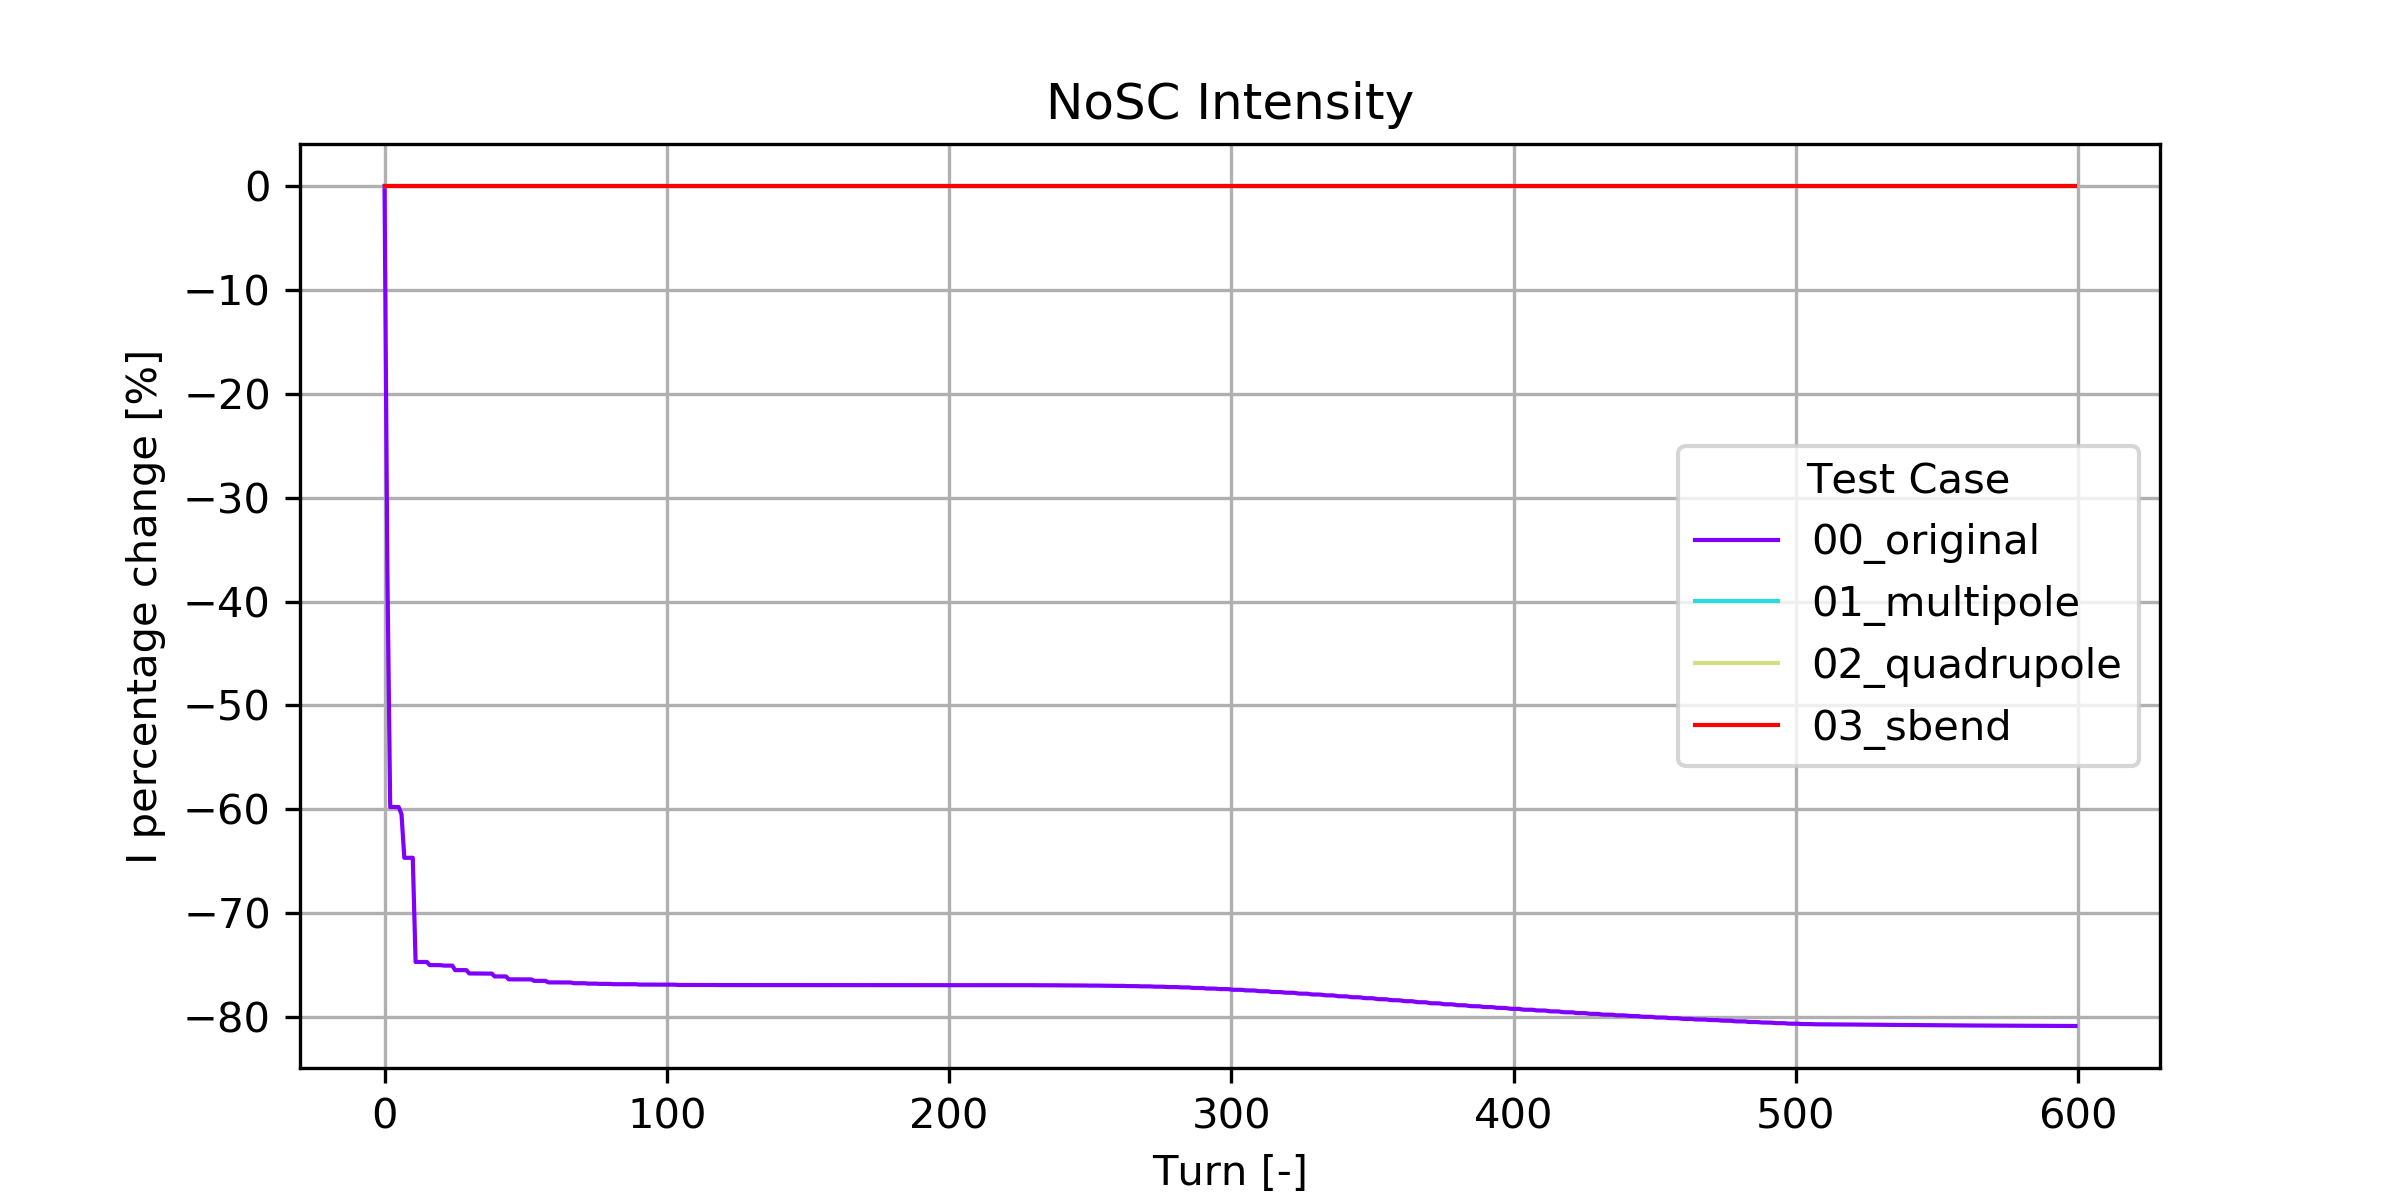 NoSC Intensity
I percentage change [%]
0
−10
−20
−30
−40
−50
−60
−70
−80
Test Case
00_original
01_multipole
02_quadrupole
03_sbend
0 100 200 300 400 500 600
Turn [-]